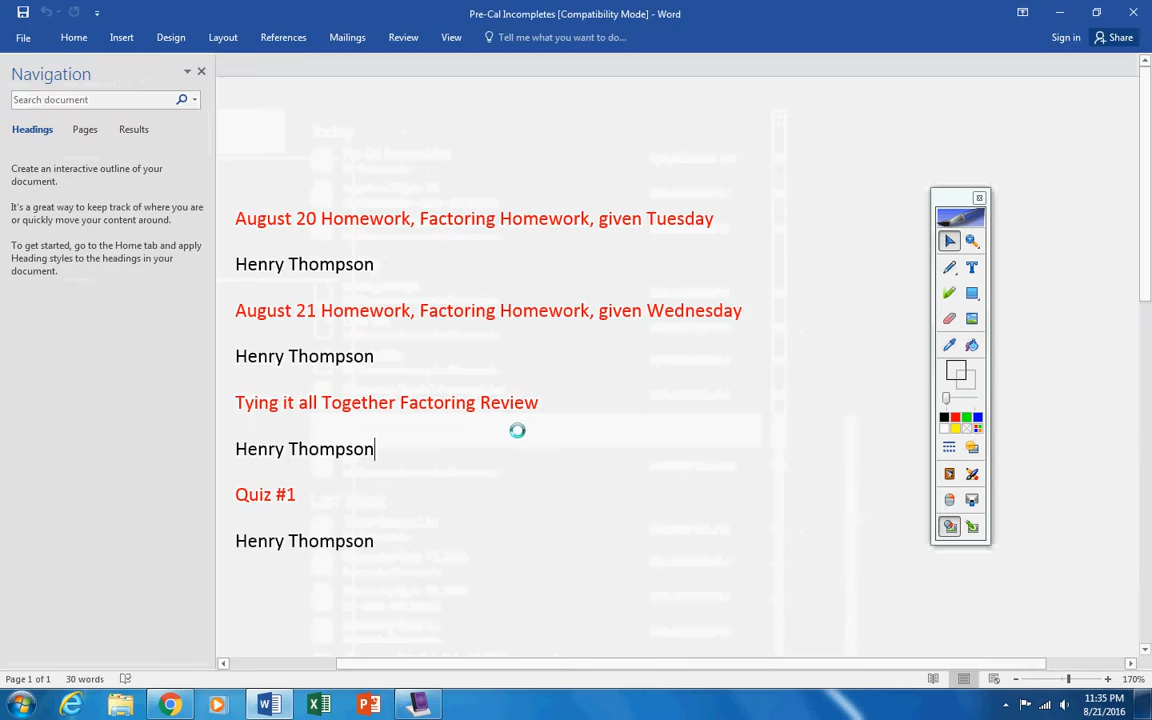 Pre-Cal Incompletes [Compatibility Mode] - Word
File Home Insert Design Layout References Mailings Review View Tell me what you want to do... Sign in Share
Navigation
Search document
Headings Pages Results
Create an interactive outline of your
document.
It's a great way to keep track of where you are
or quickly move your content around.
To get started, go to the Home tab and apply
Heading styles to the headings in your
document.
August 20 Homework, Factoring Homework, given Tuesday
Henry Thompson
August 21 Homework, Factoring Homework, given Wednesday
Henry Thompson
Tying it all Together Factoring Review
Henry Thompson
Quiz #1
Henry Thompson
Page 1 of 1 30 words 170%
11:35 PM
8/21/2016